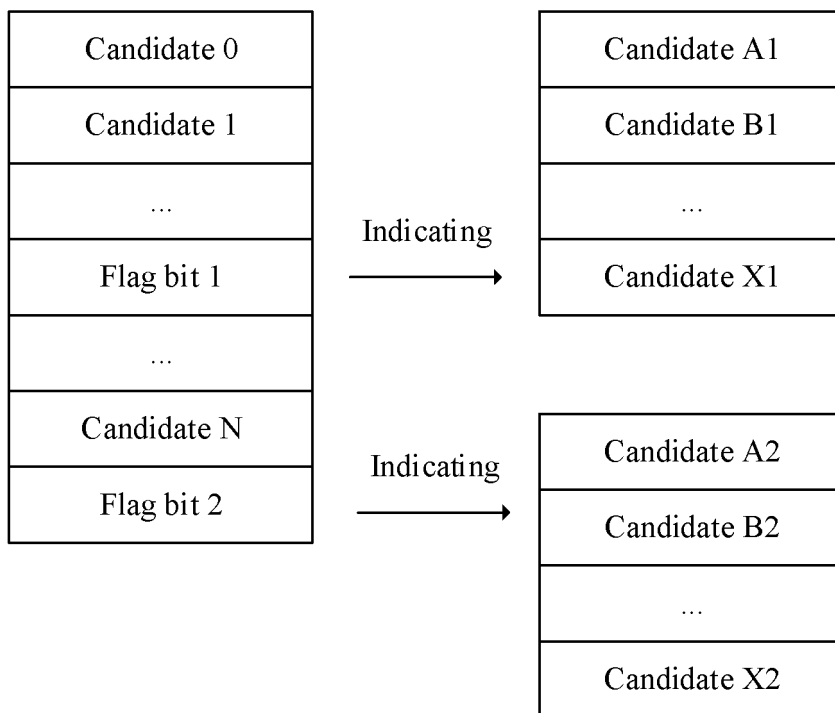 Candidate 0
Candidate 1
...
Flag bit 1
...
Candidate N
Flag bit 2
Indicating
Indicating
Candidate A1
Candidate B1
...
Candidate X1
Candidate A2
Candidate B2
...
Candidate X2